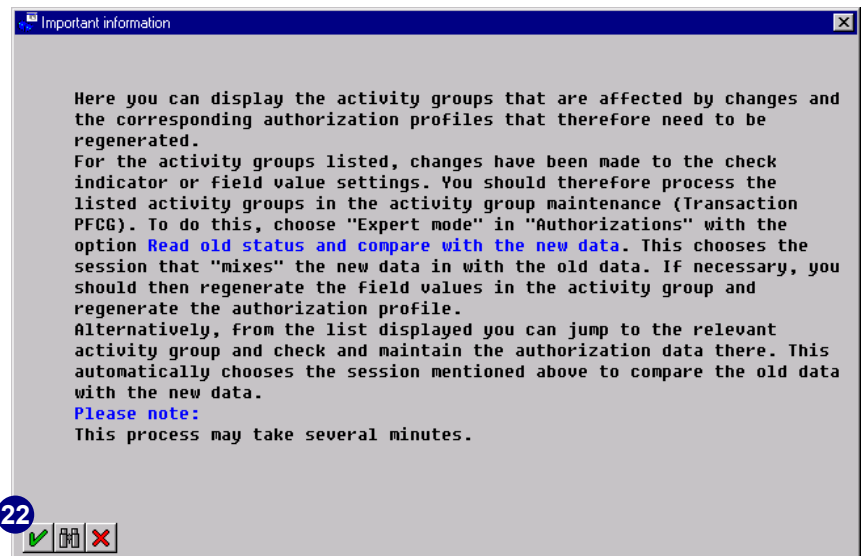 Important information
Here you can display the activity groups that are affected by changes and
the corresponding authorization profiles that therefore need to be
regenerated.
For the activity groups listed, changes have been made to the check
indicator or field value settings. You should therefore process the
listed activity groups in the activity group maintenance (Transaction
PFCG). To do this, choose "Expert mode" in "Authorizations" with the
option Read old status and compare with the new data. This chooses the
session that "mixes" the new data in with the old data. If necessary, you
should then regenerate the field values in the activity group and
regenerate the authorization profile.
Alternatively, from the list displayed you can jump to the relevant
activity group and check and maintain the authorization data there. This
automatically chooses the session mentioned above to compare the old data
with the new data.
Please note:
This process may take several minutes.
22